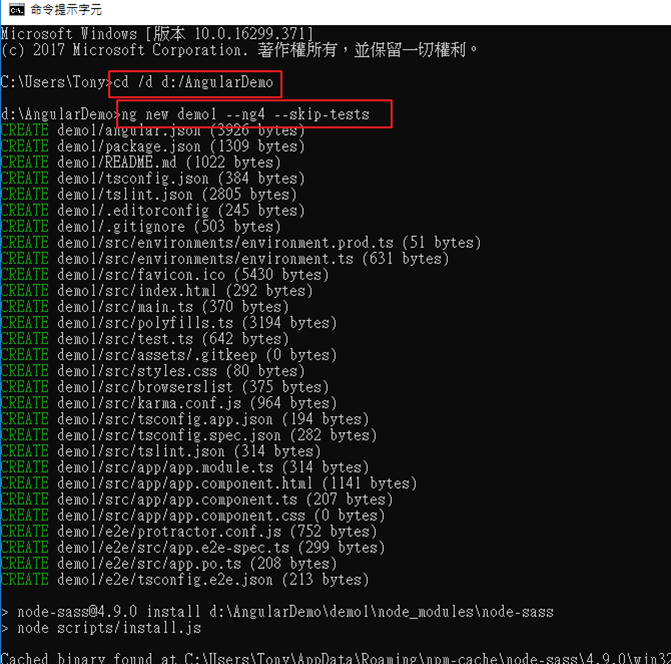 命令提示字元
Microsoft Windows [版本 10.0.16299.371]
(c) 2017 Microsoft Corporation. 著作權所有，並保留一切權利。
C:\Users\Tony>cd /d d:/AngularDemo
d:\AngularDemo>ng new demo1 --ng4 --skip-tests
CREATE demo1/angular.json (3926 bytes)
CREATE demo1/package.json (1309 bytes)
CREATE demo1/README.md (1022 bytes)
CREATE demo1/tsconfig.json (384 bytes)
CREATE demo1/tslint.json (2805 bytes)
CREATE demo1/.editorconfig (245 bytes)
CREATE demo1/.gitignore (503 bytes)
CREATE demo1/src/environments/environment.prod.ts (51 bytes)
CREATE demo1/src/environments/environment.ts (631 bytes)
CREATE demo1/src/favicon.ico (5430 bytes)
CREATE demo1/src/index.html (292 bytes)
CREATE demo1/src/main.ts (370 bytes)
CREATE demo1/src/polyfills.ts (3194 bytes)
CREATE demo1/src/test.ts (642 bytes)
CREATE demo1/src/assets/.gitkeep (0 bytes)
CREATE demo1/src/styles.css (80 bytes)
CREATE demo1/src/browserslist (375 bytes)
CREATE demo1/src/karma.conf.js (964 bytes)
CREATE demo1/src/tsconfig.app.json (194 bytes)
CREATE demo1/src/tsconfig.spec.json (282 bytes)
CREATE demo1/src/tslint.json (314 bytes)
CREATE demo1/src/app/app.module.ts (314 bytes)
CREATE demo1/src/app/app.component.html (1141 bytes)
CREATE demo1/src/app/app.component.ts (207 bytes)
CREATE demo1/src/app/app.component.css (0 bytes)
CREATE demo1/e2e/protractor.conf.js (752 bytes)
CREATE demo1/e2e/src/app.e2e-spec.ts (299 bytes)
CREATE demo1/e2e/src/app.po.ts (208 bytes)
CREATE demo1/e2e/tsconfig.e2e.json (213 bytes)
> node-sass@4.9.0 install d:\AngularDemo\demo1\node_modules\node-sass
> node scripts/install.js
Cached binary found at C:\Users\Tony\AppData\Roaming\npm-cache\node-sass\4.9.0\win32